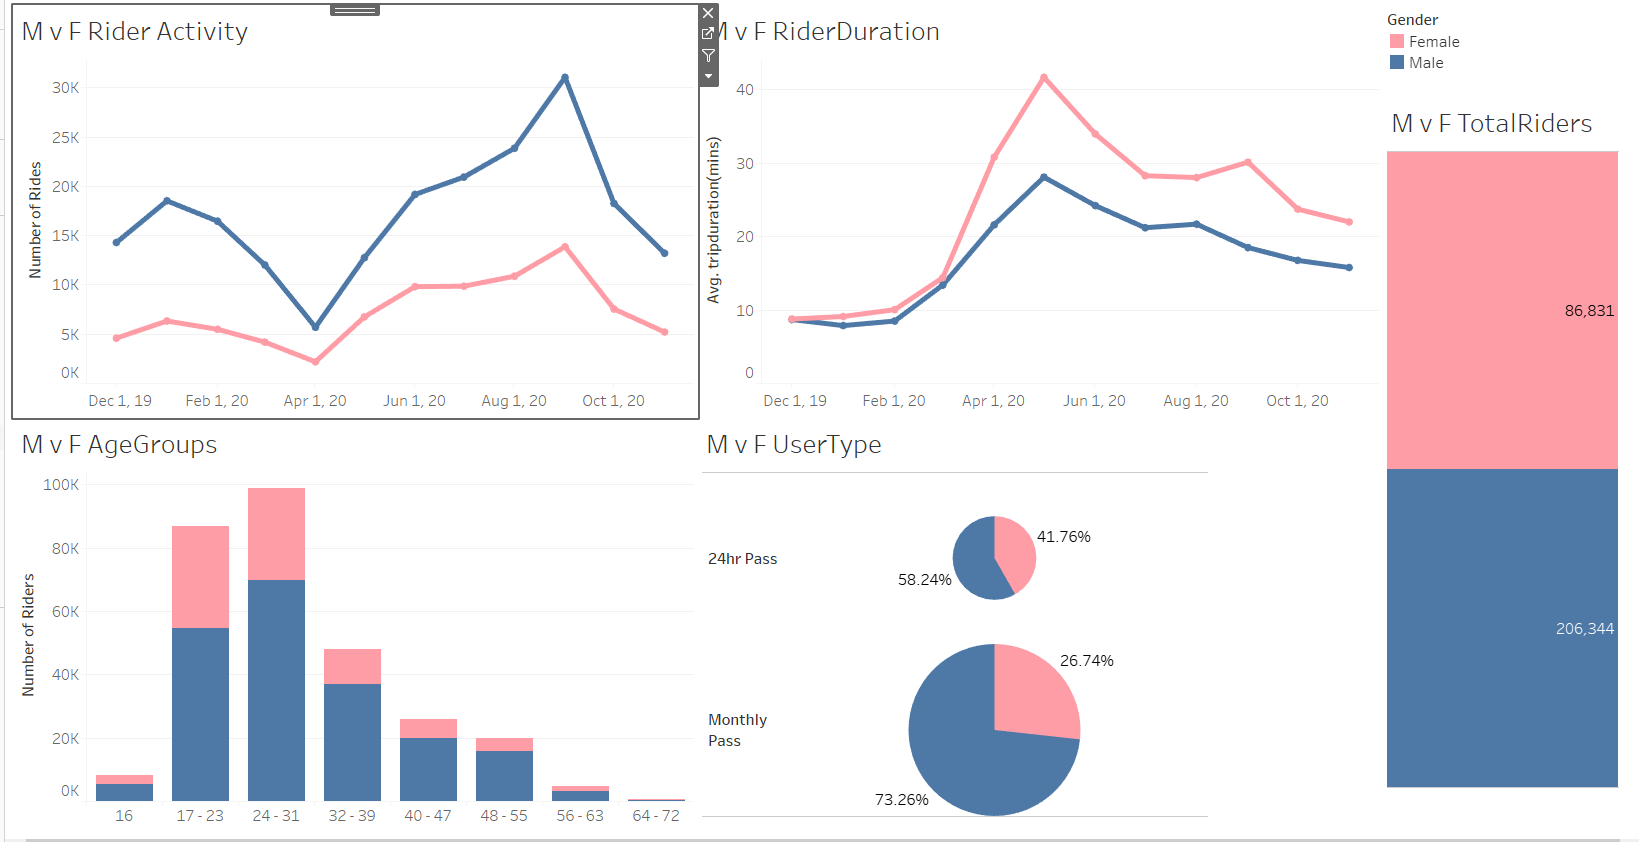 M v F Rider Activity
30K
25K
20K
15K
10K
5K
0K
Number of Rides
Dec 1, 19
Feb 1, 20
Apr 1, 20
Jun 1, 20
Aug 1, 20
Oct 1, 20
M v F RiderDuration
40
30
20
10
0
Avg. tripduration(mins)
Dec 1, 19
Feb 1, 20
Apr 1, 20
Jun 1, 20
Aug 1, 20
Oct 1, 20
Gender
Female
Male
M v F TotalRiders
86,831
206,344
M v F AgeGroups
100K
80K
60K
40K
20K
0K
Number of Riders
16
17 - 23
24 - 31
32 - 39
40 - 47
48 - 55
56 - 63
64 - 72
M v F UserType
24hr Pass
41.76%
58.24%
Monthly
Pass
26.74%
73.26%